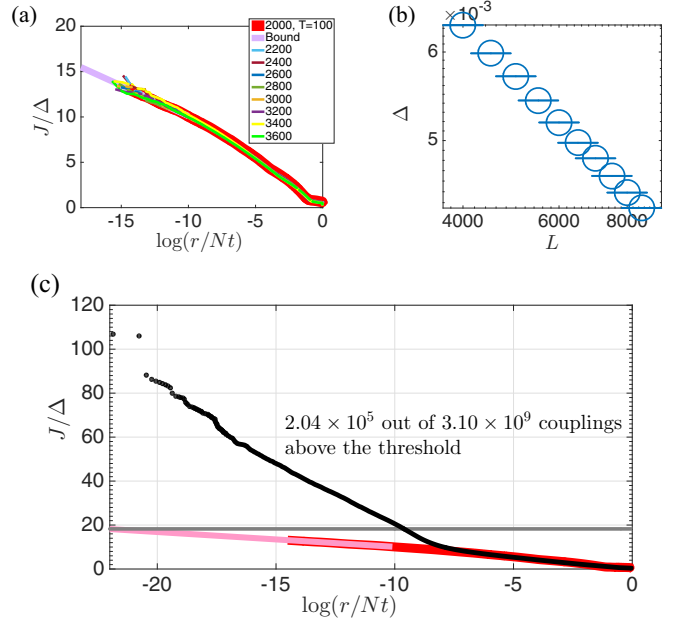 (a)
J/Δ
20
15
10
5
0
-15
-10
-5
0
log(r/Nt)
2000, T=100
Bound
2200
2400
2600
2800
3000
3200
3400
3600
(b)
×10⁻³
Δ
6
5
4000
6000
8000
L
(c)
J/Δ
120
100
80
60
40
20
0
2.04 × 10⁵ out of 3.10 × 10⁹ couplings
above the threshold
-20
-15
-10
-5
0
log(r/Nt)